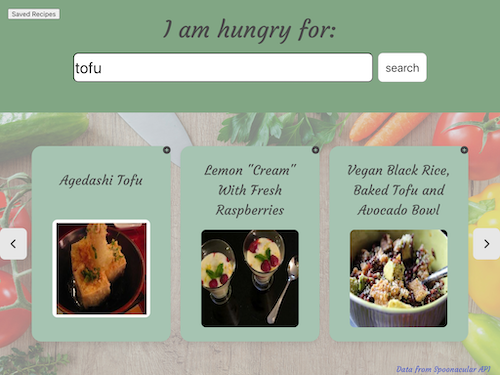 Saved Recipes
I am hungry for:
tofu
search
Agedashi Tofu
Lemon "Cream"
With Fresh
Raspberries
Vegan Black Rice,
Baked Tofu and
Avocado Bowl
Data from Spoonacular API